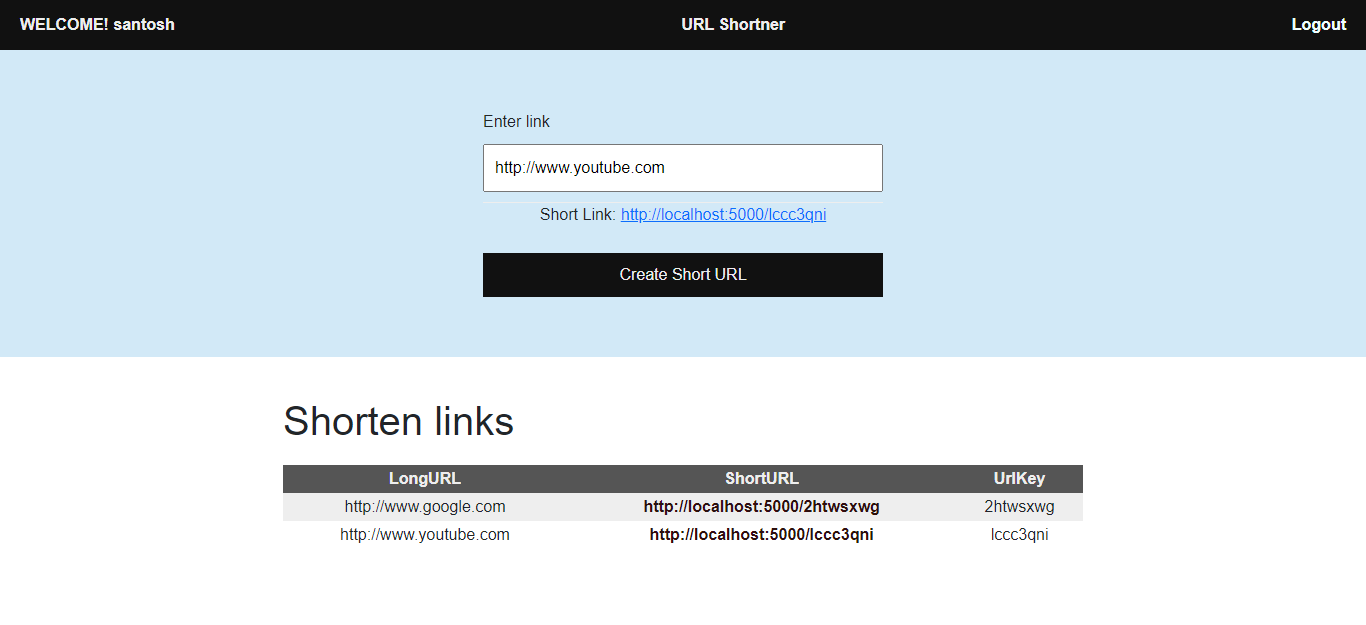 WELCOME! santosh URL Shortner Logout
Enter link
http://www.youtube.com
Short Link: http://localhost:5000/lccc3qni
Create Short URL
Shorten links
LongURL ShortURL UrlKey
http://www.google.com http://localhost:5000/2htwsxwg 2htwsxwg
http://www.youtube.com http://localhost:5000/lccc3qni lccc3qni